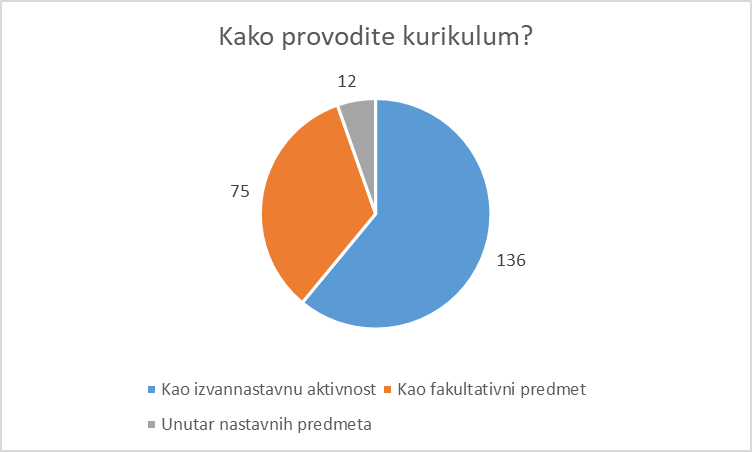 Kako provodite kurikulum?
12
75
136
Kao izvannastavnu aktivnost
Kao fakultativni predmet
Unutar nastavnih predmeta